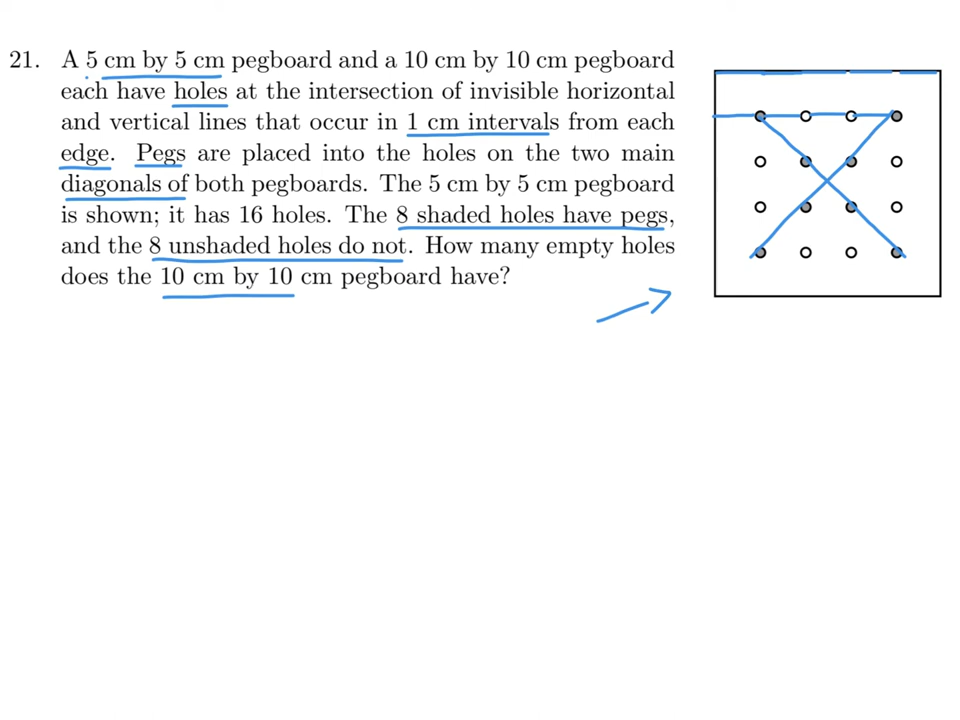 21. A 5 cm by 5 cm pegboard and a 10 cm by 10 cm pegboard
each have holes at the intersection of invisible horizontal
and vertical lines that occur in 1 cm intervals from each
edge. Pegs are placed into the holes on the two main
diagonals of both pegboards. The 5 cm by 5 cm pegboard
is shown; it has 16 holes. The 8 shaded holes have pegs,
and the 8 unshaded holes do not. How many empty holes
does the 10 cm by 10 cm pegboard have?